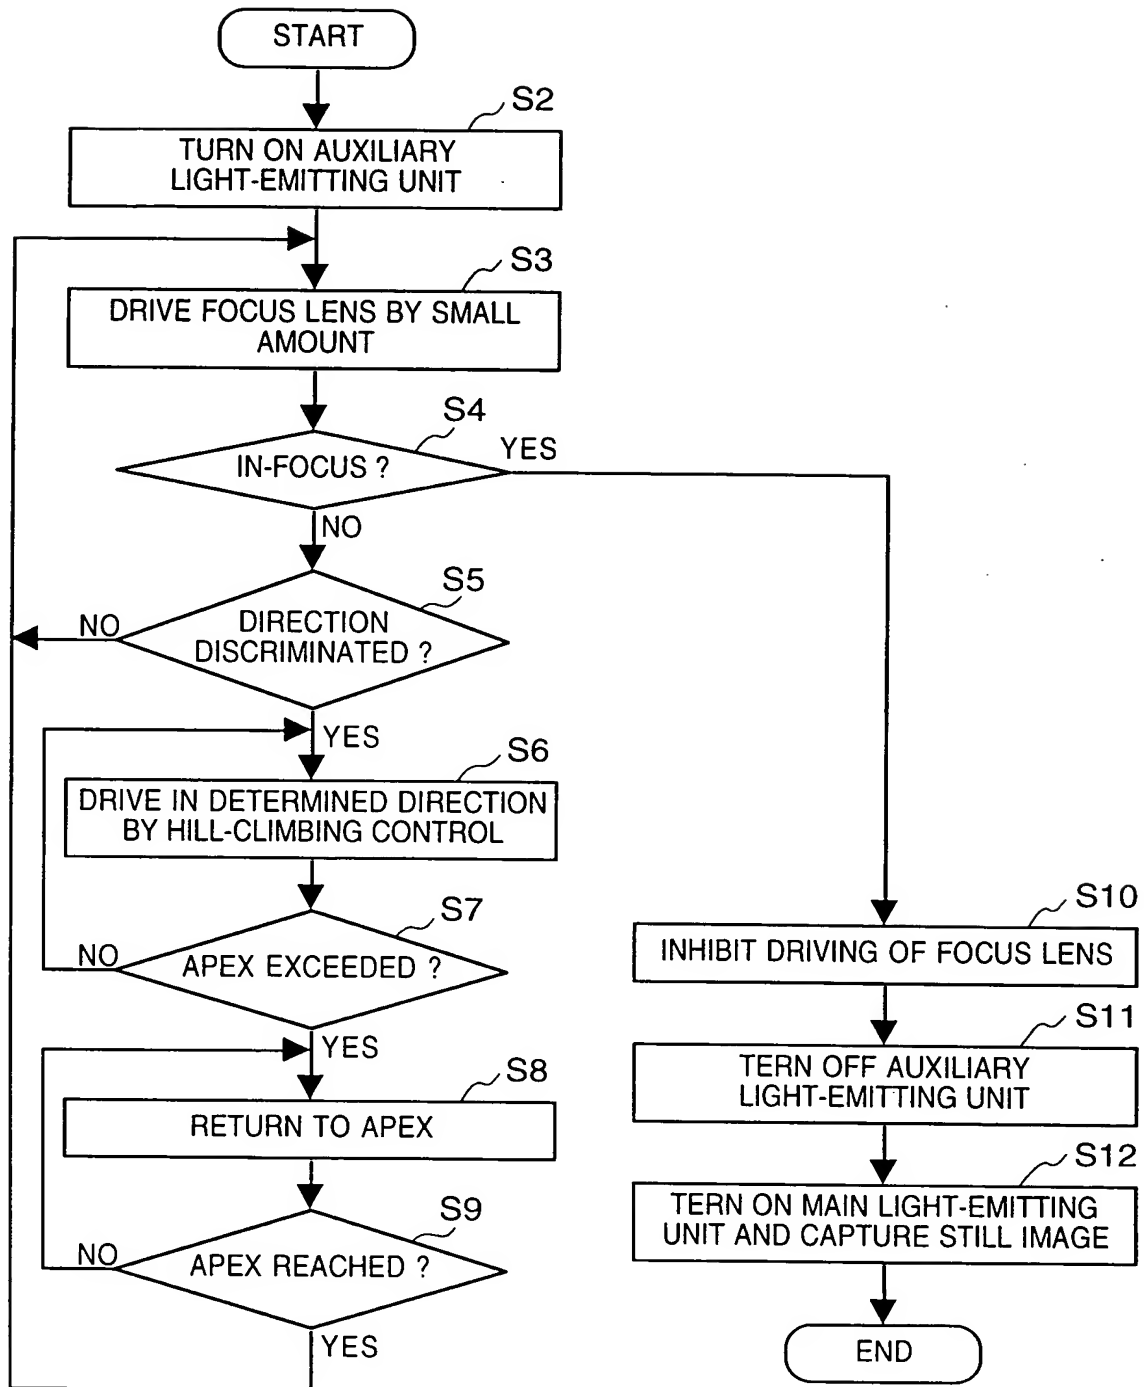 START
S2
TURN ON AUXILIARY
LIGHT-EMITTING UNIT
S3
DRIVE FOCUS LENS BY SMALL
AMOUNT
S4
IN-FOCUS ?
YES
NO
S5
DIRECTION
DISCRIMINATED ?
NO
YES
S6
DRIVE IN DETERMINED DIRECTION
BY HILL-CLIMBING CONTROL
S7
APEX EXCEEDED ?
NO
YES
S8
RETURN TO APEX
S9
APEX REACHED ?
NO
YES
S10
INHIBIT DRIVING OF FOCUS LENS
S11
TERN OFF AUXILIARY
LIGHT-EMITTING UNIT
S12
TERN ON MAIN LIGHT-EMITTING
UNIT AND CAPTURE STILL IMAGE
END